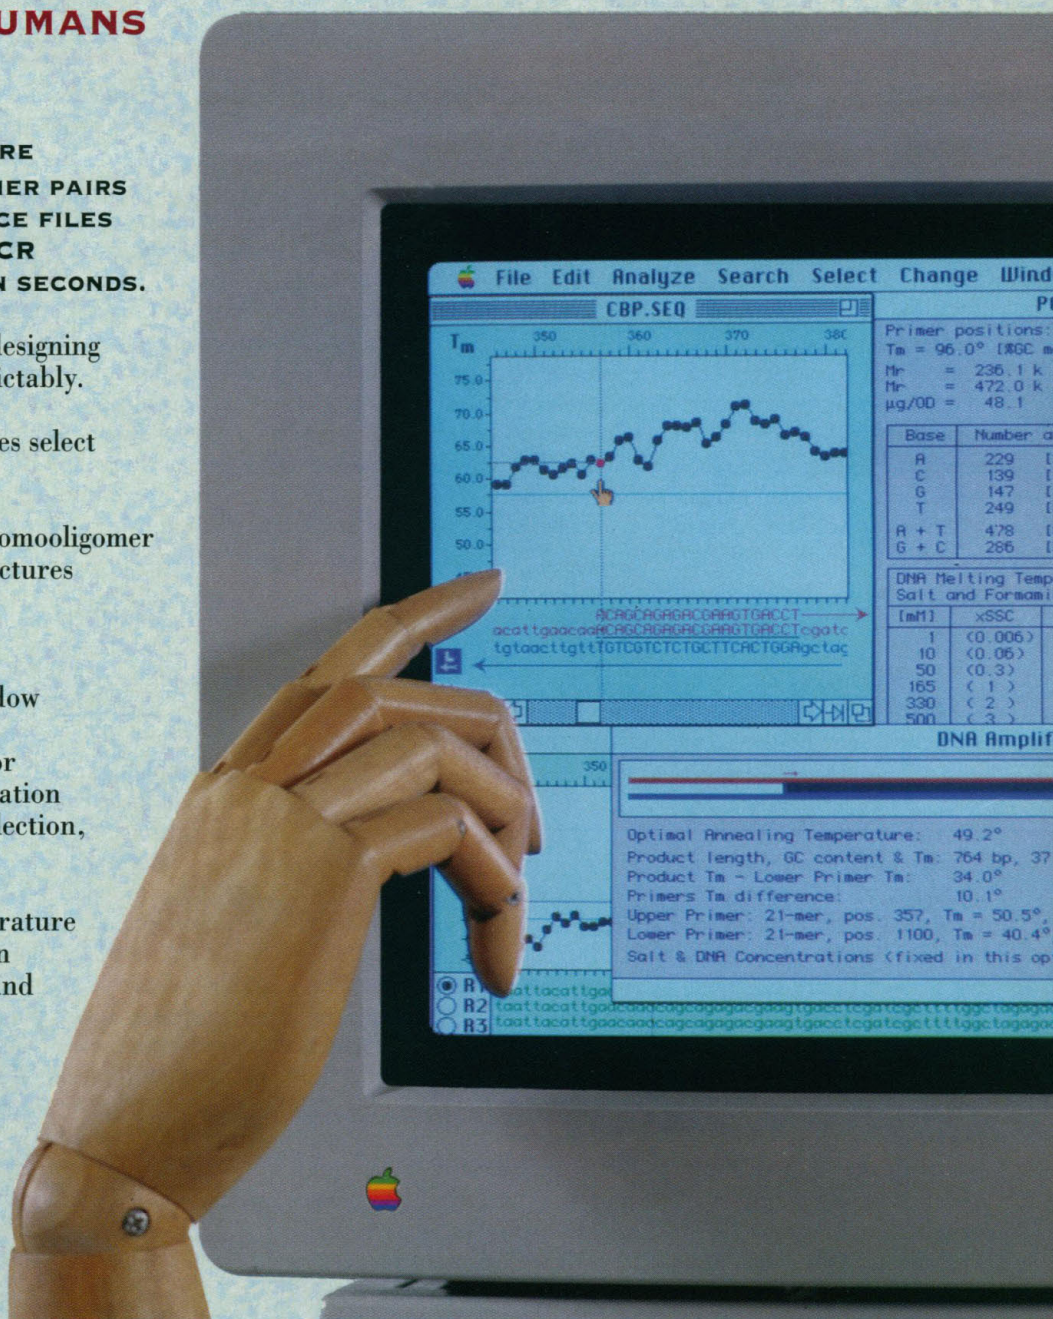 UMANS
RE
IER PAIRS
CE FILES
CR
N SECONDS.
lesigning
ictably.
es select
omooligomer
ctures
low
or
ation
lection,
rature
n
nd
File Edit Analyze Search Select Change Wind
CBP.SEQ
Tm
350 360 370 380
75.0
70.0
65.0
60.0
55.0
50.0
ACAGCAGAGACGAAGTGACCT
acattgaacaaACAGCAGAGACGAAGTGACCTcgatc
tgtaacttgttTGTCGTCTCTGCTTCACTGGAgctag
Primer positions:
Tm = 96.0° [%GC m
Mr = 236.1 k
Mr = 472.0 k
µg/OD = 48.1
Base Number a
A 229 [
C 139 [
G 147 [
T 249 [
A + T 478 [
G + C 286 [
DNA Melting Temp
Salt and Formami
[mM] xSSC
1 (0.006)
10 (0.06)
50 (0.3)
165 ( 1 )
330 ( 2 )
500 ( 3 )
DNA Amplif
350
Optimal Annealing Temperature: 49.2°
Product length, GC content & Tm: 764 bp, 37
Product Tm - Lower Primer Tm: 34.0°
Primers Tm difference: 10.1°
Upper Primer: 21-mer, pos. 357, Tm = 50.5°,
Lower Primer: 21-mer, pos. 1100, Tm = 40.4°
Salt & DNA Concentrations (fixed in this op
R1 attacattgaa
R2 taattacattgaacaagcagcagagacgaagtgacctcgatcgcttttggctagagag
R3 taattacattgaacaagcagcagagacgaagtgacctcgatcgcttttggctagagag